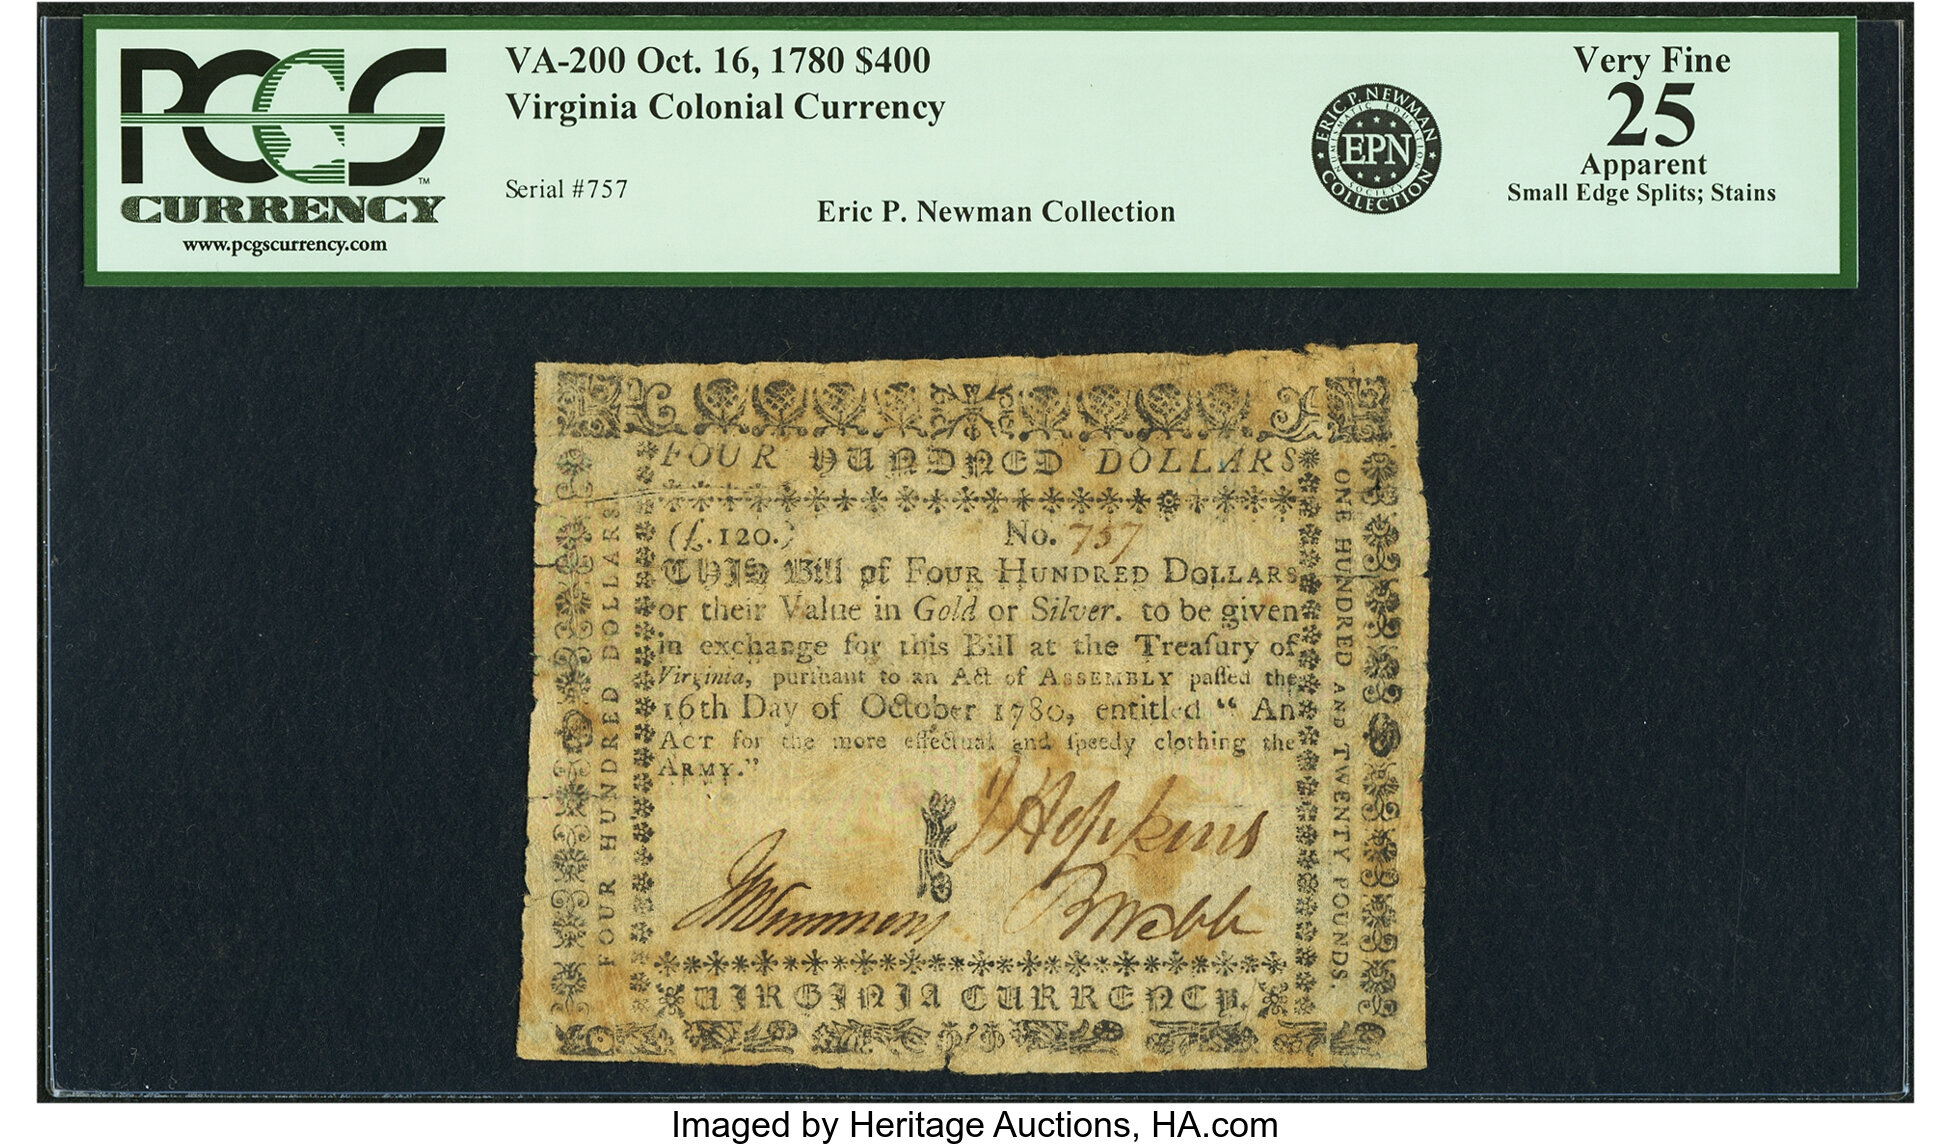 PCGS
CURRENCY
www.pcgscurrency.com
VA-200 Oct. 16, 1780 $400
Virginia Colonial Currency
Serial #757
Eric P. Newman Collection
ERIC P. NEWMAN
NUMISMATIC EDUCATION
EPN
SOCIETY
COLLECTION
Very Fine
25
Apparent
Small Edge Splits; Stains
FOUR HUNDRED DOLLARS
(£.120.) No. 757
THIS Bill of FOUR HUNDRED DOLLARS
or their Value in Gold or Silver. to be given
in exchange for this Bill at the Treaſury of
Virginia, purſuant to an Act of ASSEMBLY paſſed the
16th Day of October 1780, entitled “ An
ACT for the more effectual and ſpeedy clothing the
ARMY.”
J Hopkins
B Webb
VIRGINIA CURRENCY.
FOUR HUNDRED DOLLARS
ONE HUNDRED AND TWENTY POUNDS.
Imaged by Heritage Auctions, HA.com